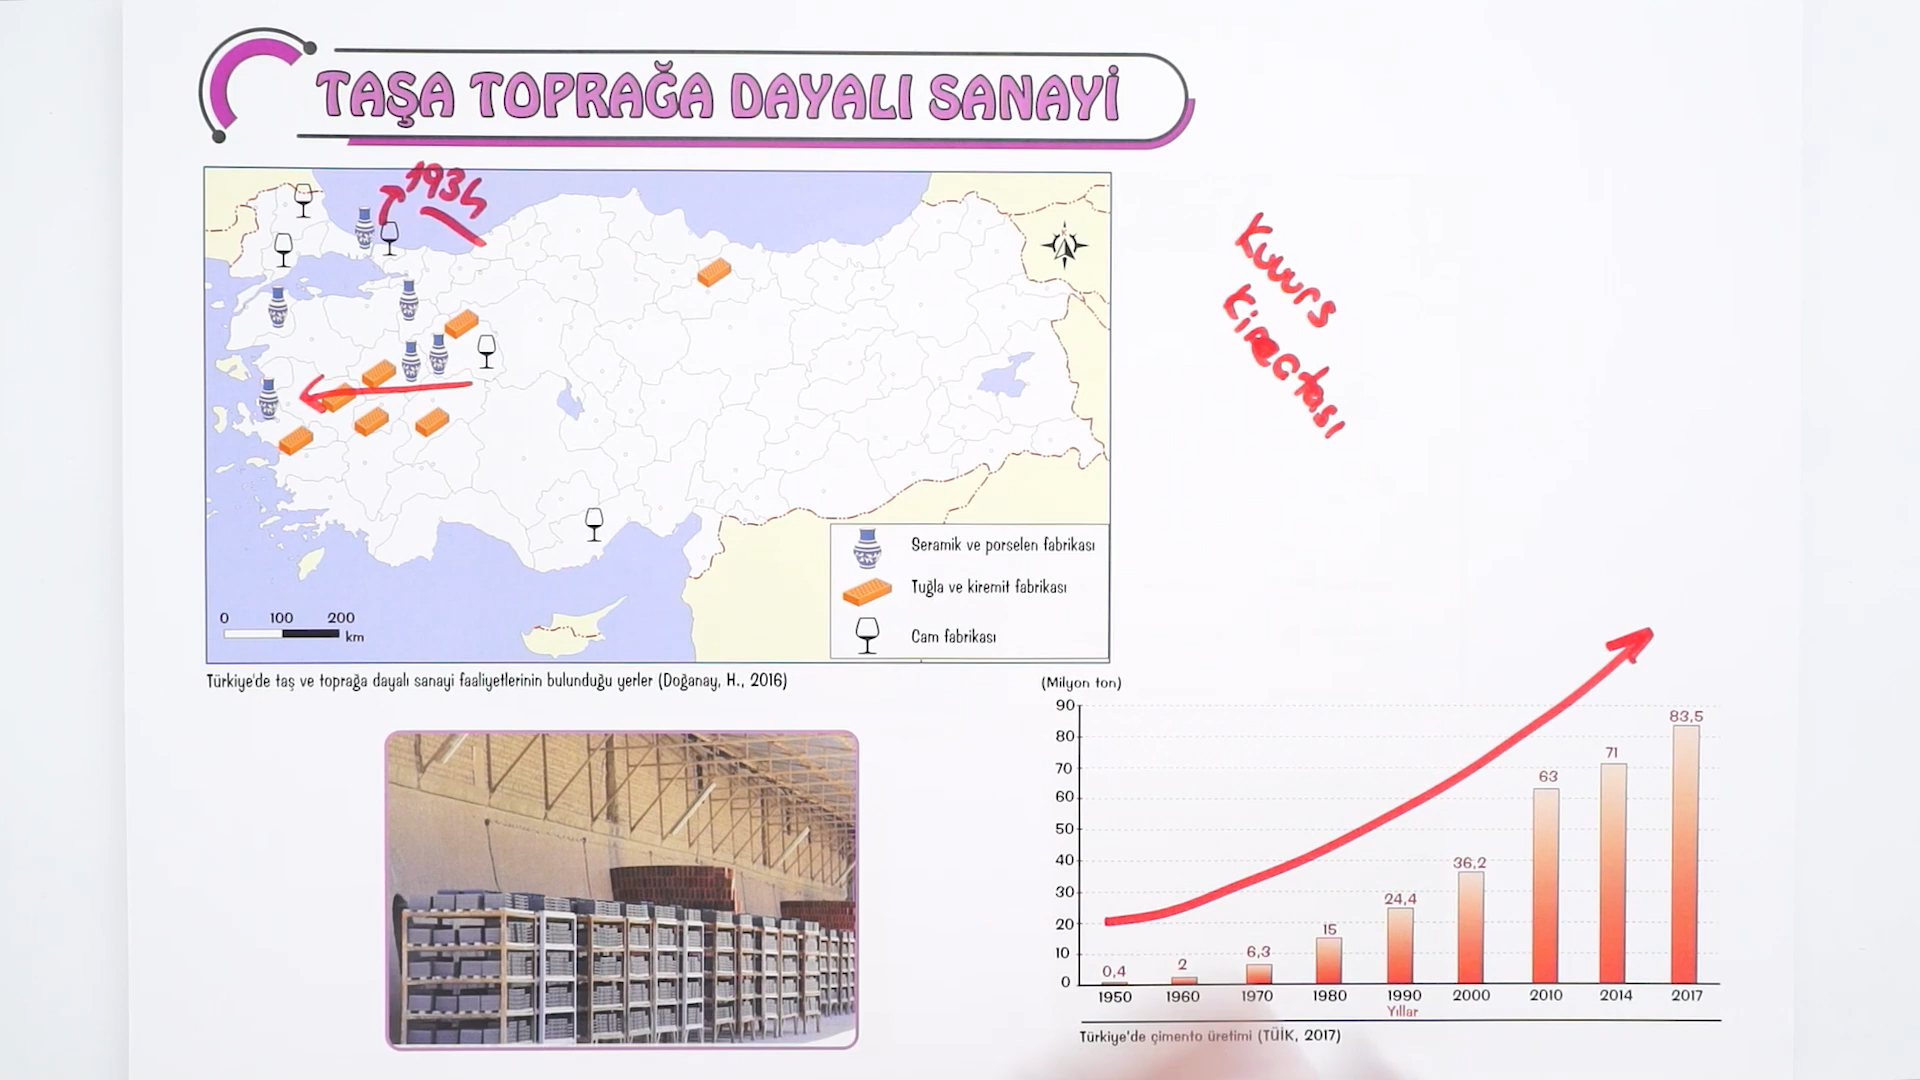 TAŞA TOPRAĞA DAYALI SANAYİ
1934
K
Seramik ve porselen fabrikası
Tuğla ve kiremit fabrikası
Cam fabrikası
0 100 200
km
Türkiye'de taş ve toprağa dayalı sanayi faaliyetlerinin bulunduğu yerler (Doğanay, H., 2016)
Kireçtası
(Milyon ton)
90
80
70
60
50
40
30
20
10
0
0,4
2
6,3
15
24,4
36,2
63
71
83,5
1950 1960 1970 1980 1990 2000 2010 2014 2017
Yıllar
Türkiye'de çimento üretimi (TÜİK, 2017)